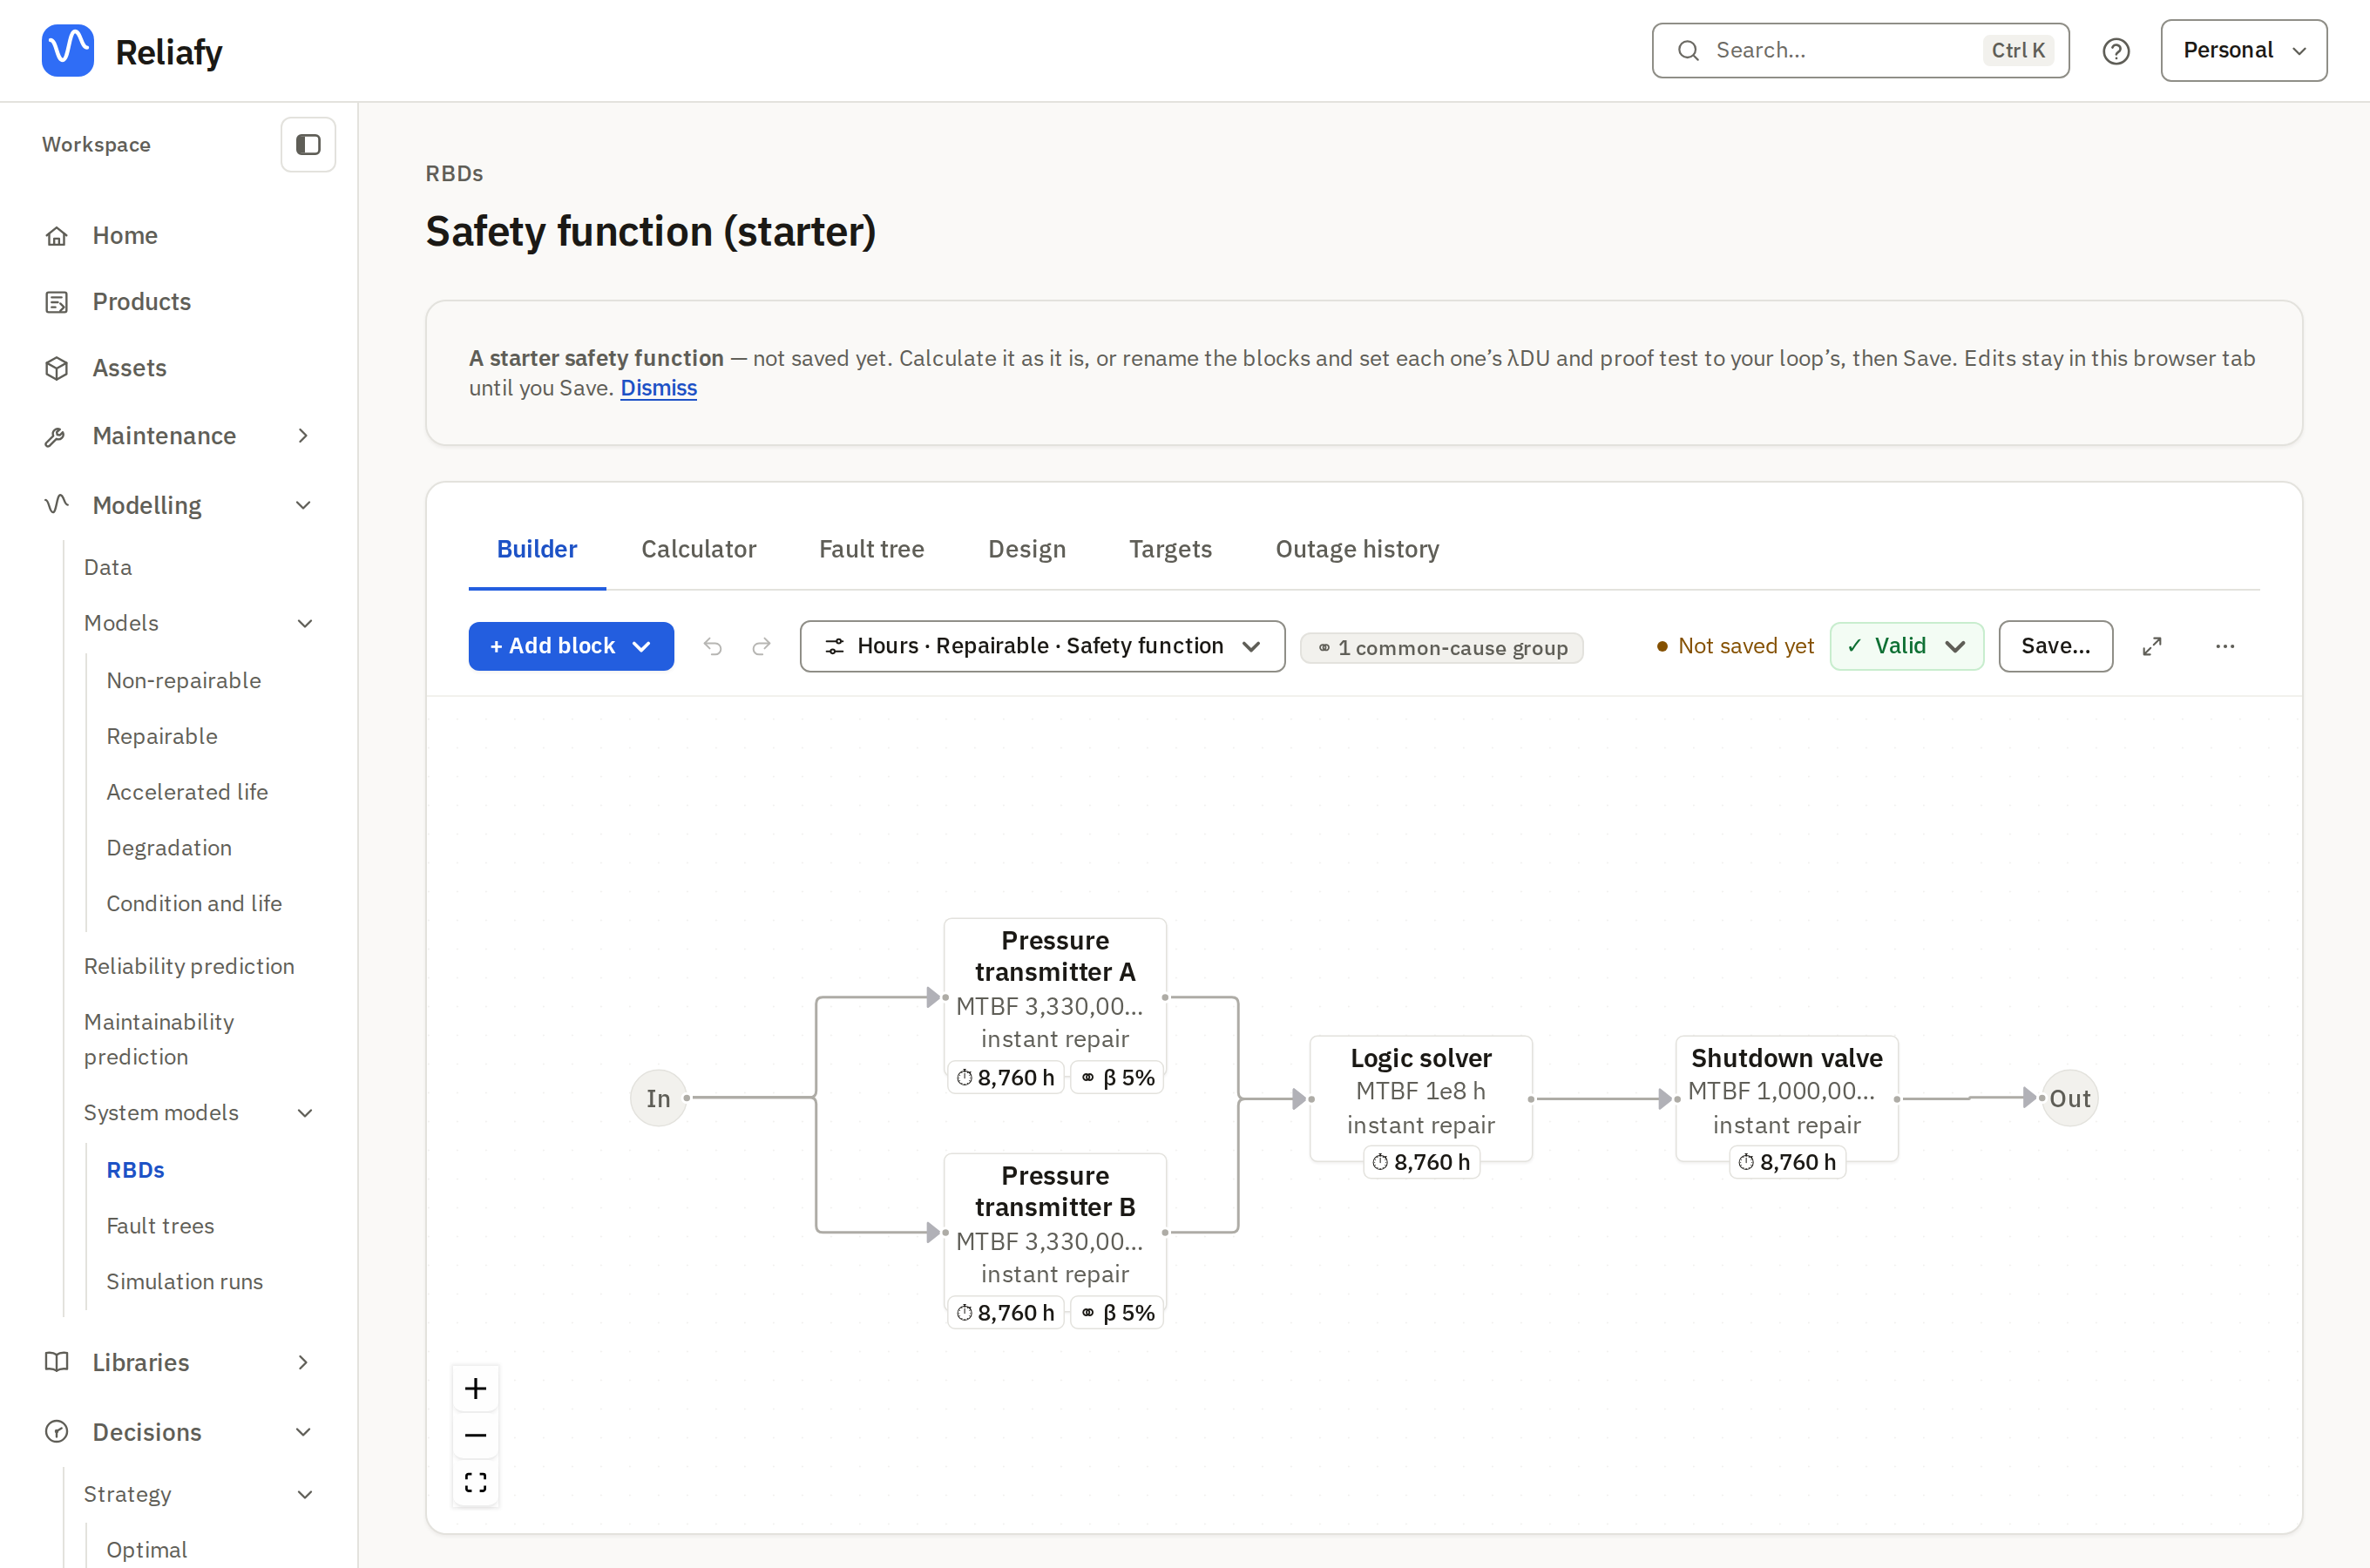 Reliafy
Search...
Ctrl K
Personal
Workspace
Home
Products
Assets
Maintenance
Modelling
Data
Models
Non-repairable
Repairable
Accelerated life
Degradation
Condition and life
Reliability prediction
Maintainability
prediction
System models
RBDs
Fault trees
Simulation runs
Libraries
Decisions
Strategy
Optimal
RBDs
Safety function (starter)
A starter safety function — not saved yet. Calculate it as it is, or rename the blocks and set each one’s λDU and proof test to your loop’s, then Save. Edits stay in this browser tab
until you Save. Dismiss
Builder
Calculator
Fault tree
Design
Targets
Outage history
+ Add block
Hours · Repairable · Safety function
1 common-cause group
Not saved yet
✓ Valid
Save...
In
Pressure
transmitter A
MTBF 3,330,00...
instant repair
8,760 h
β 5%
Pressure
transmitter B
MTBF 3,330,00...
instant repair
8,760 h
β 5%
Logic solver
MTBF 1e8 h
instant repair
8,760 h
Shutdown valve
MTBF 1,000,00...
instant repair
8,760 h
Out